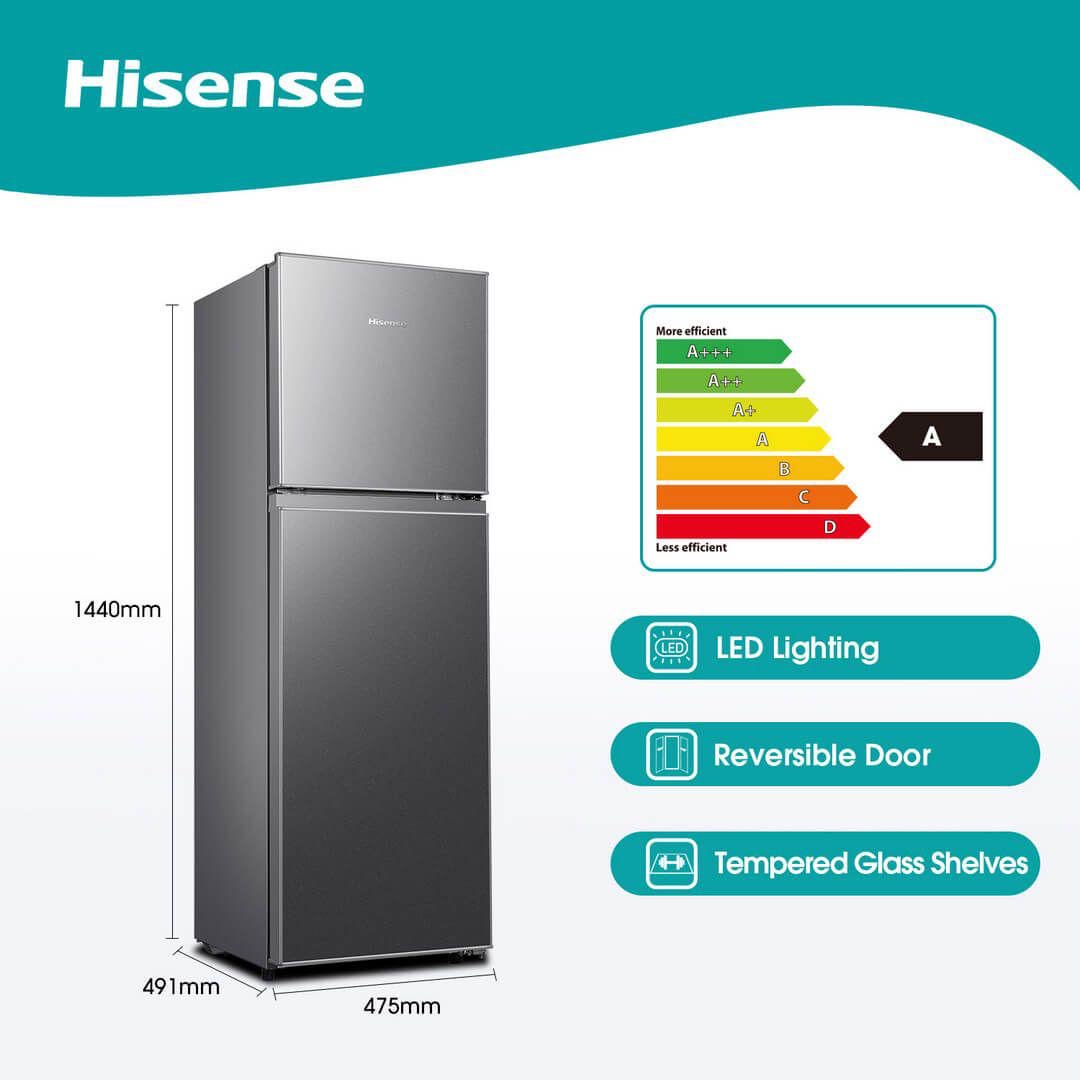 Hisense
Hisense
More efficient
A+++
A++
A+
A
B
C
D
Less efficient
A
1440mm
491mm
475mm
LED
LED Lighting
Reversible Door
Tempered Glass Shelves